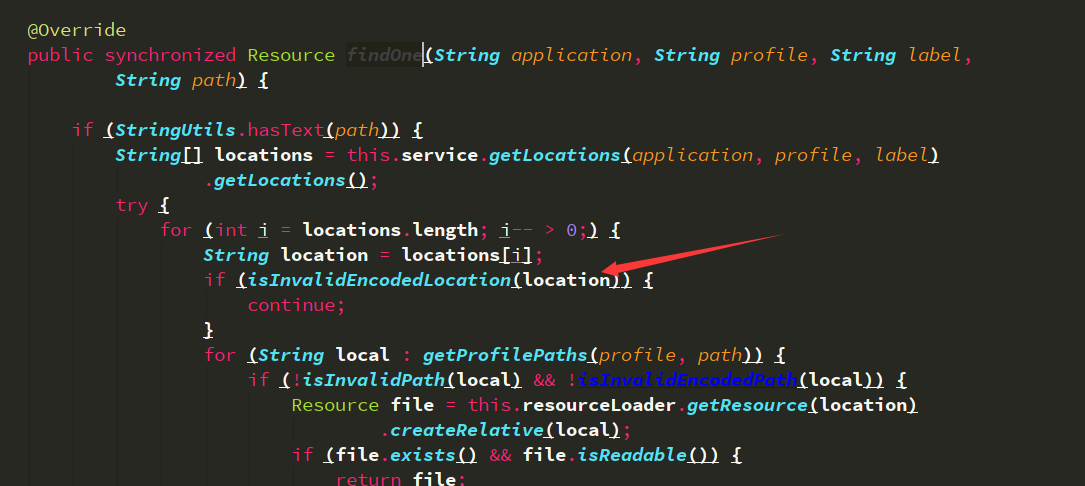 @Override
public synchronized Resource findOne(String application, String profile, String label,
String path) {
if (StringUtils.hasText(path)) {
String[] locations = this.service.getLocations(application, profile, label)
.getLocations();
try {
for (int i = locations.length; i-- > 0;) {
String location = locations[i];
if (isInvalidEncodedLocation(location)) {
continue;
}
for (String local : getProfilePaths(profile, path)) {
if (!isInvalidPath(local) && !isInvalidEncodedPath(local)) {
Resource file = this.resourceLoader.getResource(location)
.createRelative(local);
if (file.exists() && file.isReadable()) {
return file;